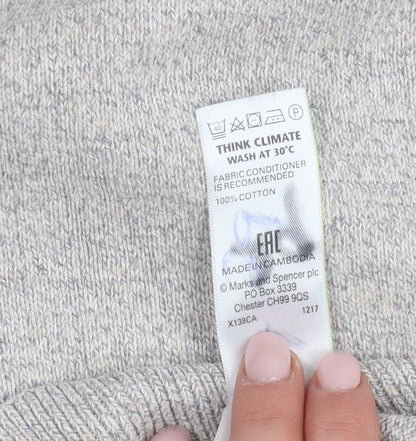 40 P
THINK CLIMATE
WASH AT 30°C
FABRIC CONDITIONER
IS RECOMMENDED
100% COTTON
EAC
MADE IN CAMBODIA
© Marks and Spencer plc
PO Box 3339
Chester CH99 9QS
X138CA 1217